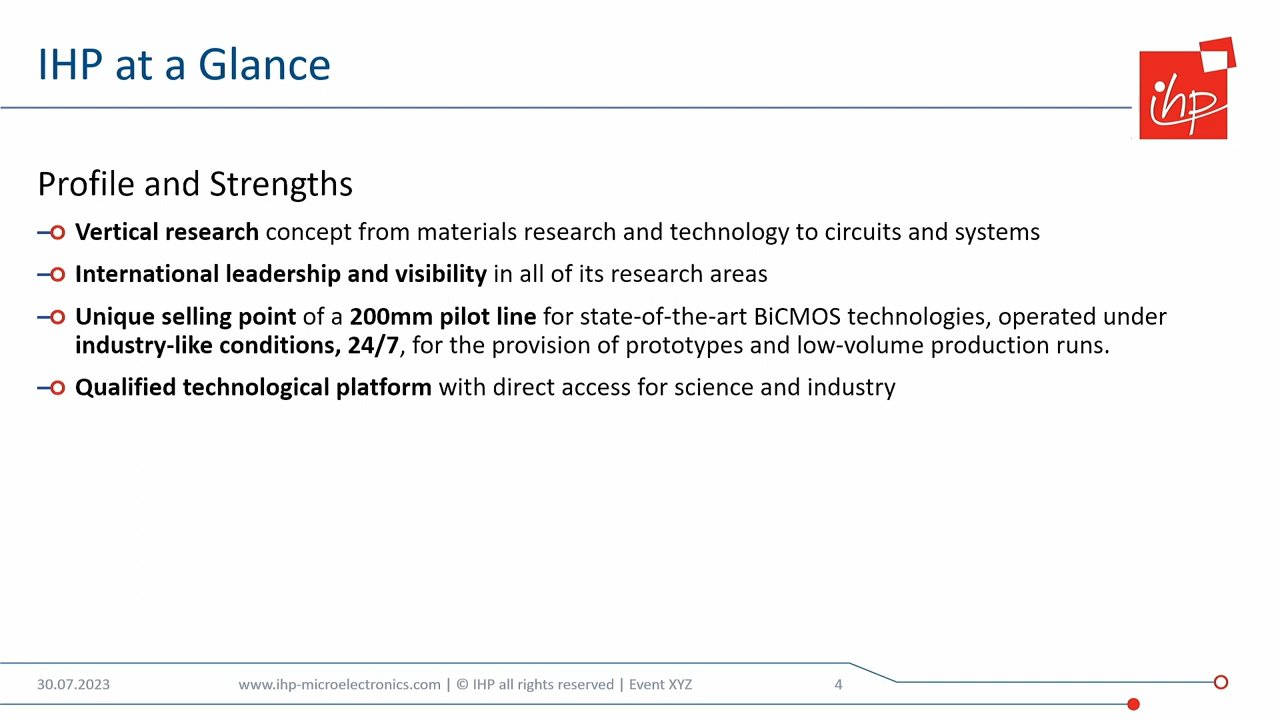 IHP at a Glance
ihp
Profile and Strengths
Vertical research concept from materials research and technology to circuits and systems
International leadership and visibility in all of its research areas
Unique selling point of a 200mm pilot line for state-of-the-art BiCMOS technologies, operated under
industry-like conditions, 24/7, for the provision of prototypes and low-volume production runs.
Qualified technological platform with direct access for science and industry
30.07.2023 www.ihp-microelectronics.com | © IHP all rights reserved | Event XYZ 4